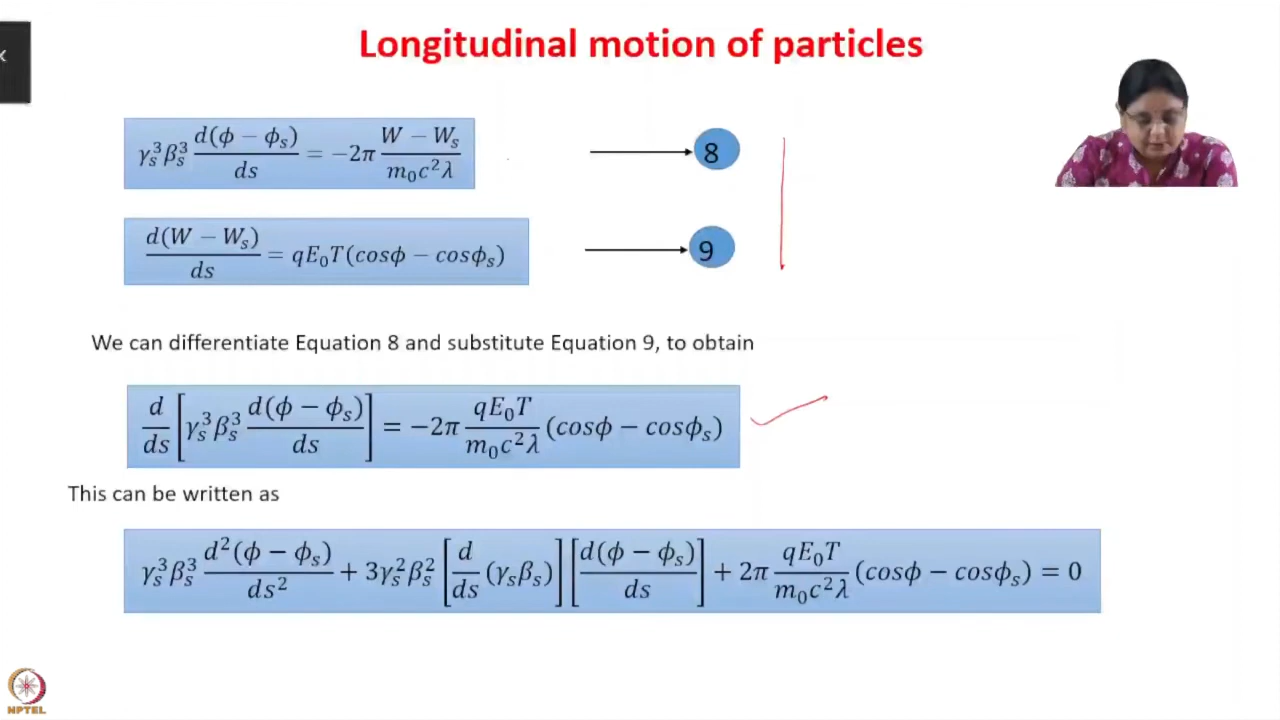 x
Longitudinal motion of particles
γₛ³βₛ³ d(ϕ − ϕₛ)/ds = −2π (W − Wₛ)/(m₀c²λ) 8
d(W − Wₛ)/ds = qE₀T(cosϕ − cosϕₛ) 9
We can differentiate Equation 8 and substitute Equation 9, to obtain
d/ds [γₛ³βₛ³ d(ϕ − ϕₛ)/ds] = −2π qE₀T/(m₀c²λ) (cosϕ − cosϕₛ)
This can be written as
γₛ³βₛ³ d²(ϕ − ϕₛ)/ds² + 3γₛ²βₛ² [d/ds (γₛβₛ)] [d(ϕ − ϕₛ)/ds] + 2π qE₀T/(m₀c²λ) (cosϕ − cosϕₛ) = 0
NPTEL